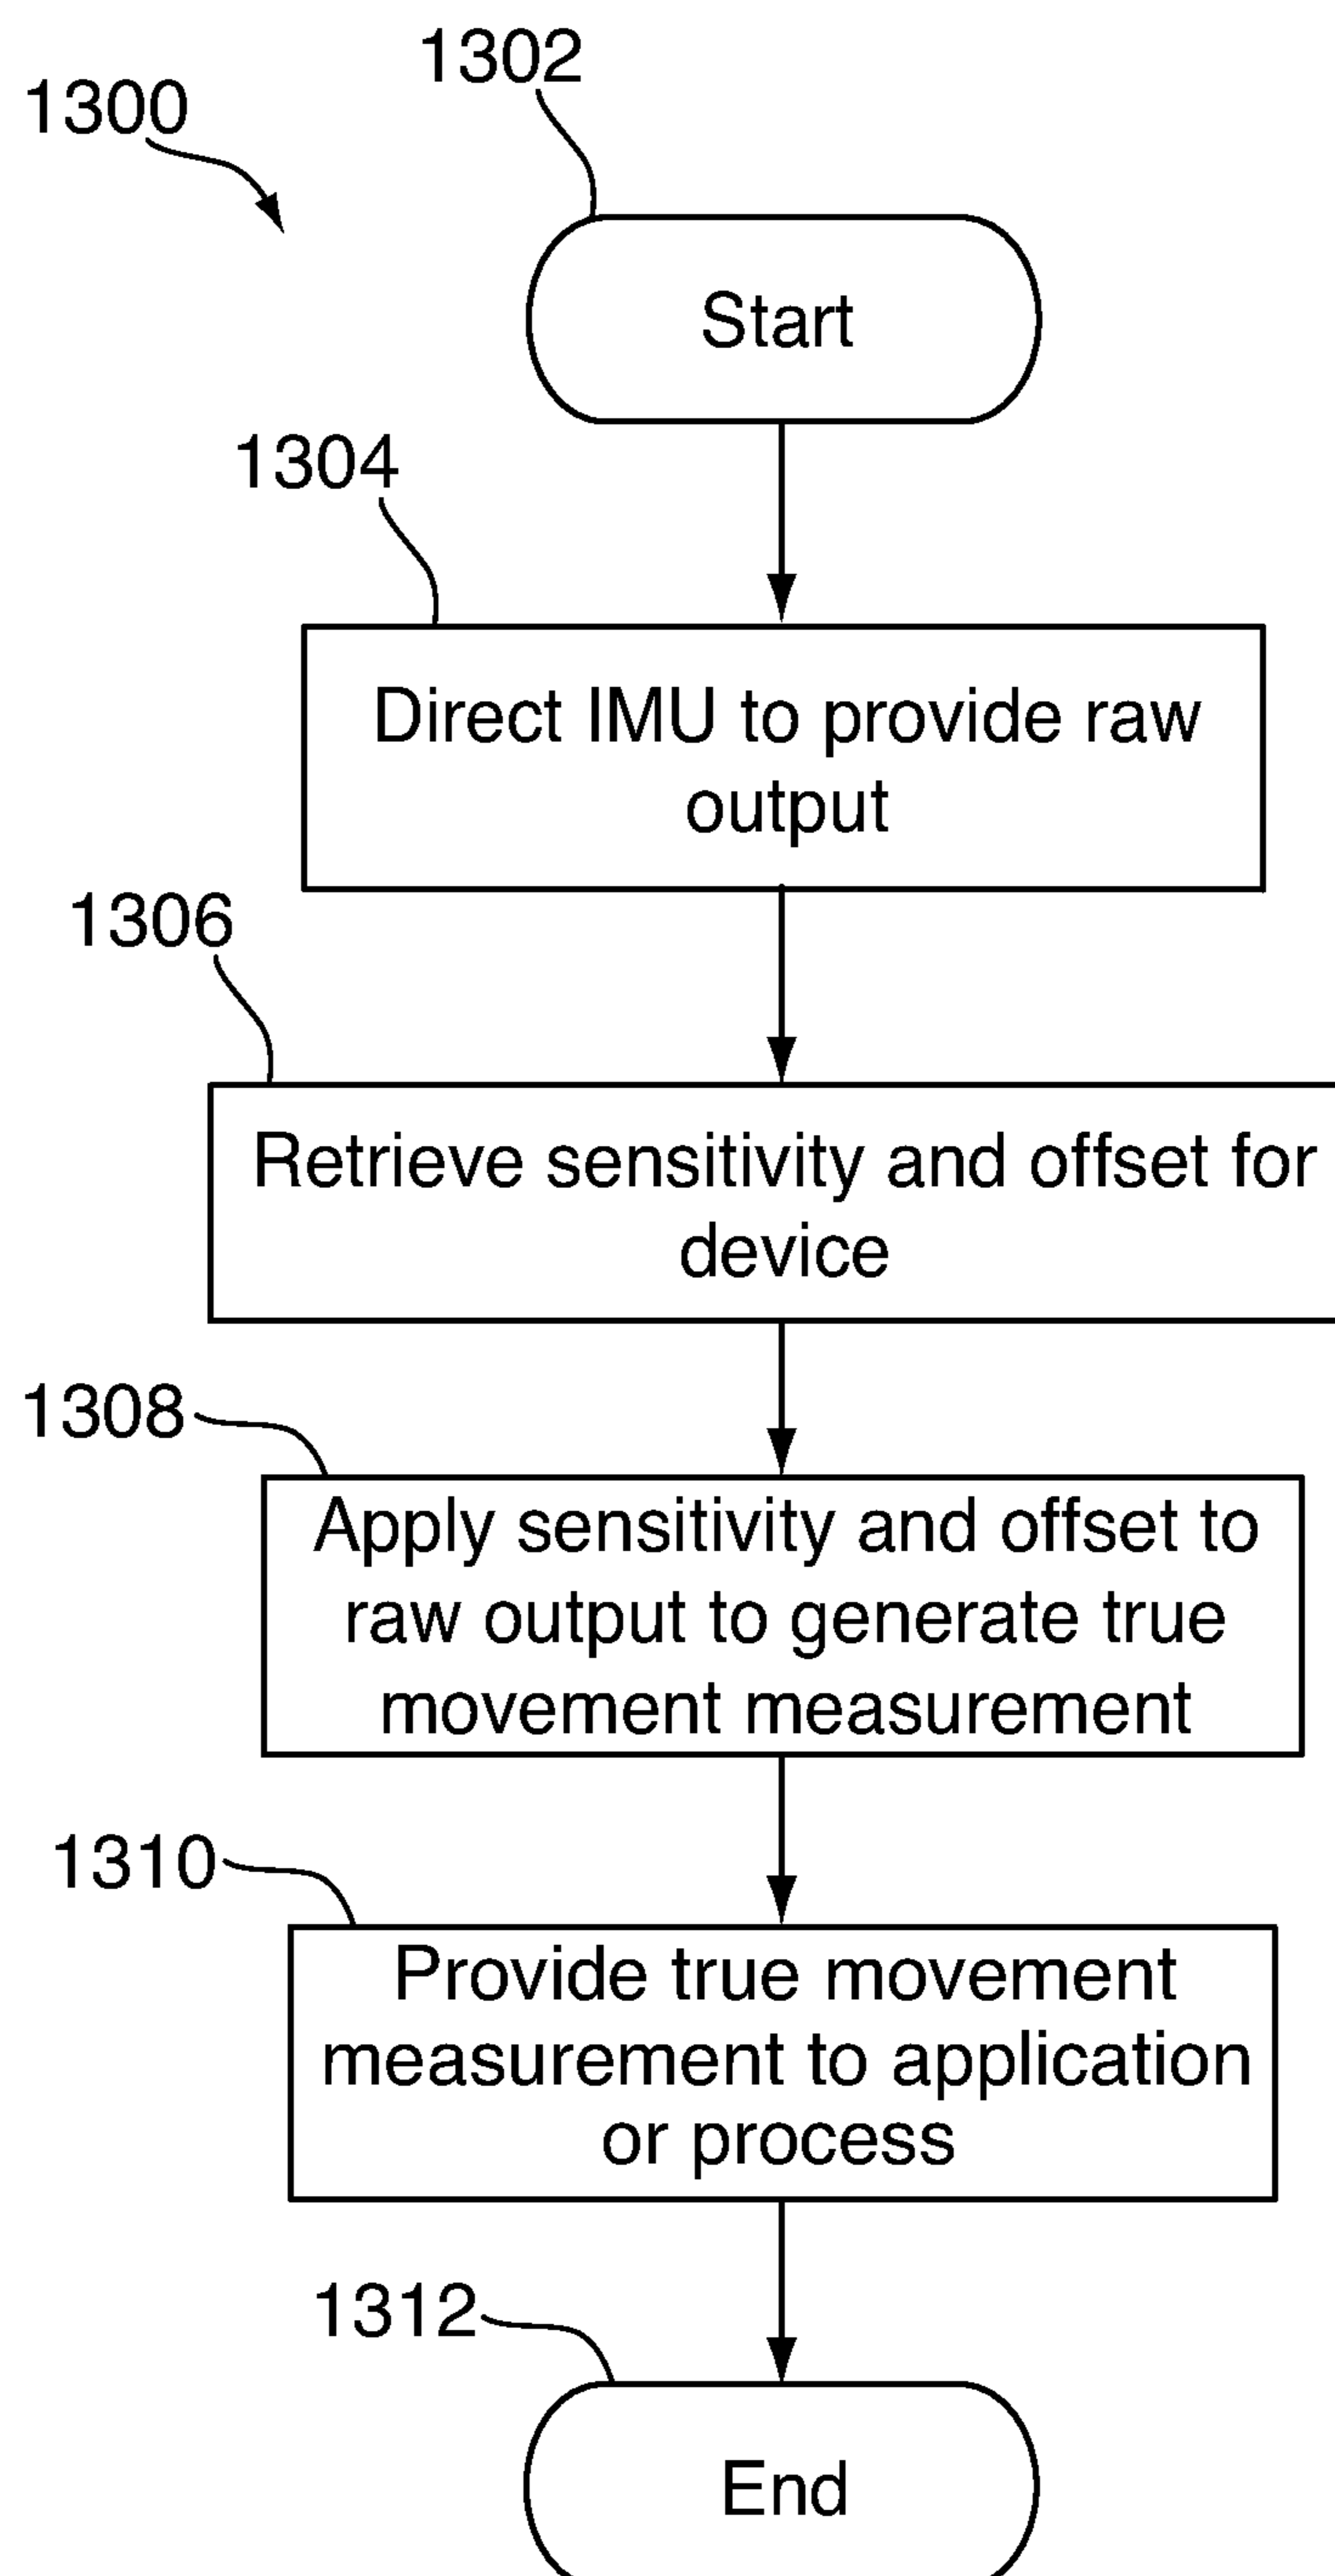 1302
1300
Start
1304
Direct IMU to provide raw
output
1306
Retrieve sensitivity and offset for
device
1308
Apply sensitivity and offset to
raw output to generate true
movement measurement
1310
Provide true movement
measurement to application
or process
1312
End